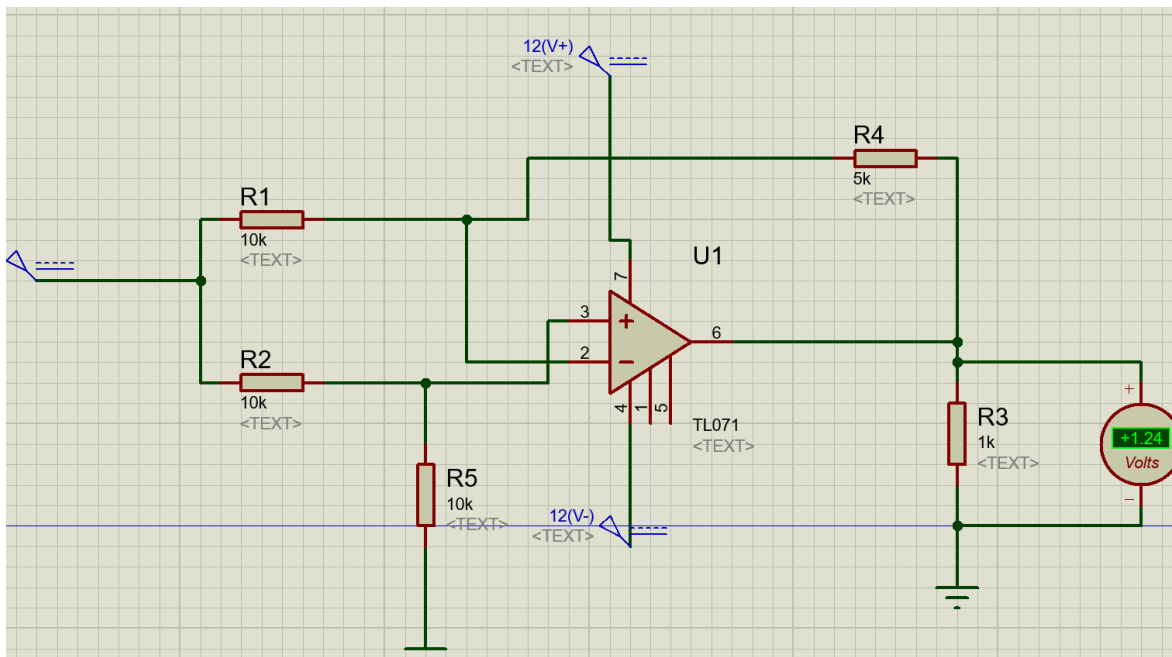 12(V+)
<TEXT>
R4
5k
<TEXT>
R1
10k
<TEXT>
U1
7
3
+
2
−
6
4
1
5
TL071
<TEXT>
R2
10k
<TEXT>
R5
10k
<TEXT>
12(V-)
<TEXT>
R3
1k
<TEXT>
+
+1.24
Volts
−